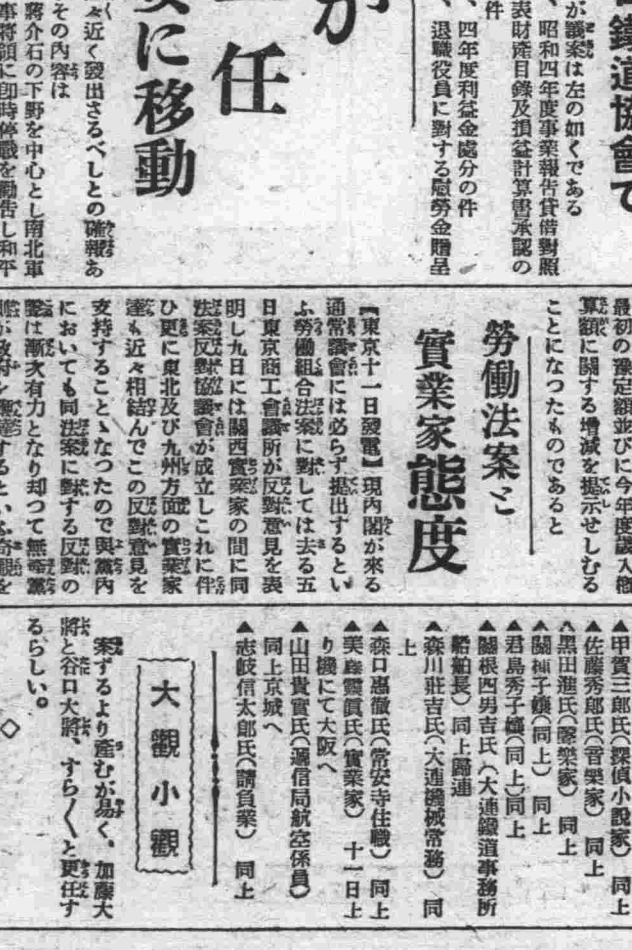 鐵道協會で
が議案は左の如くである
、昭和四年度事業報告貸借對照
表財產目錄及損益計算書承認の
件
、四年度利益金處分の件
、退職役員に對する慰勞金贈呈
が
任
に移動
々近く發出さるべしとの確報あ
その内容は
蔣介石の下野を中心とし南北軍
事將領に卽時停戰を勸告し和平
最初の豫定額並びに今年度歲入
算額に關する增減を提示せしむる
ことになつたものであると
勞働法案と
實業家態度
【東京十一日發電】現內閣が來る
通常議會には必らず提出するとい
ふ勞働組合法案に對しては去る五
日東京商工會議所が反對意見を表
明し九日には關西實業家の間に同
法案反對協議會が成立しこれに伴
ひ更に東北及び九州方面の實業家
達も近々相結んでこの反對意見を
支持することゝなつたので與黨內
においても同法案に對する反對の
聲は漸次有力となり却つて無產黨
▲甲賀三郎氏(探偵小說家) 同上
▲佐藤秀郎氏(音樂家) 同上
▲黑田進氏(聲樂家) 同上
▲關種子孃(同上) 同上
▲君島秀子孃(同上)同上
▲關根四男吉氏(大連鐵道事務所
船舶長) 同上歸連
▲森川莊吉氏(大連機械常務) 同
上
▲森口惠徹氏(常安寺住職) 同上
▲美座靈眞氏(實業家) 十一日上
り機にて大阪へ
▲山田貴實氏(遞信局航空係員)
同上京城へ
▲志岐信太郎氏(請負業) 同上
大觀小觀
案ずるより產むが易く、加藤大
將と谷口大將、すら〱と更任す
るらしい。
◇